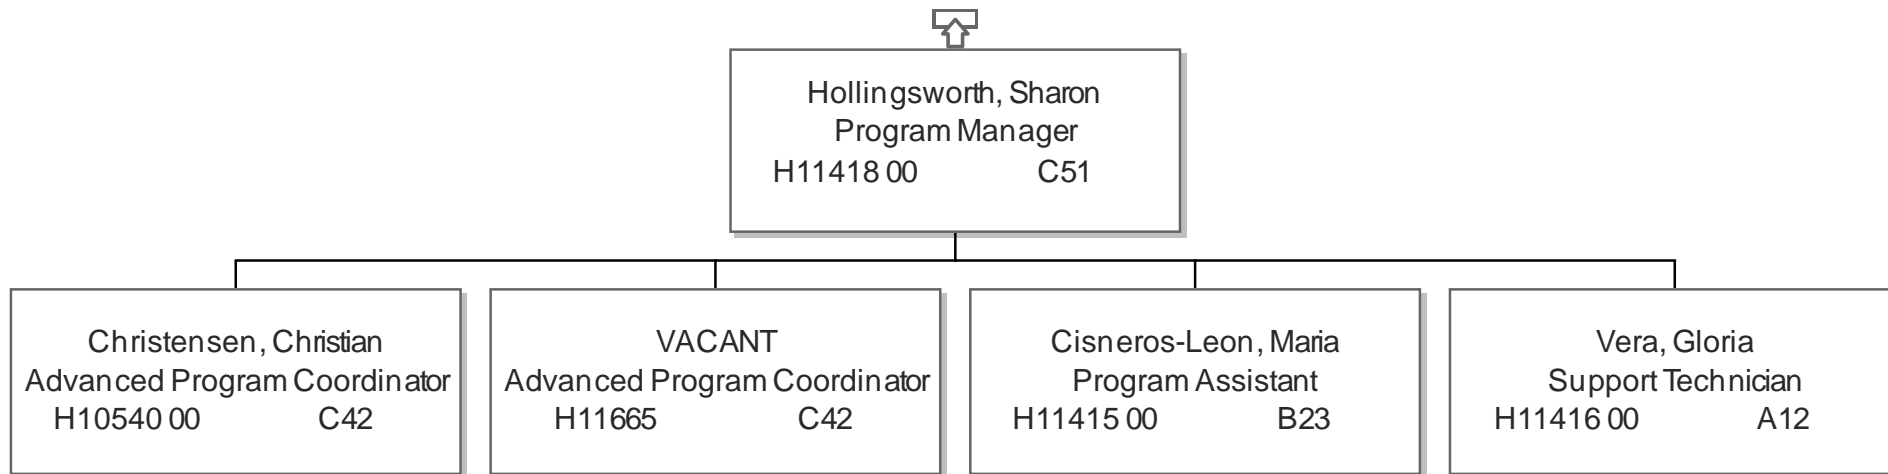 Hollingsworth, Sharon
Program Manager
H11418 00 C51
Christensen, Christian
Advanced Program Coordinator
H10540 00 C42
VACANT
Advanced Program Coordinator
H11665 C42
Cisneros-Leon, Maria
Program Assistant
H11415 00 B23
Vera, Gloria
Support Technician
H11416 00 A12